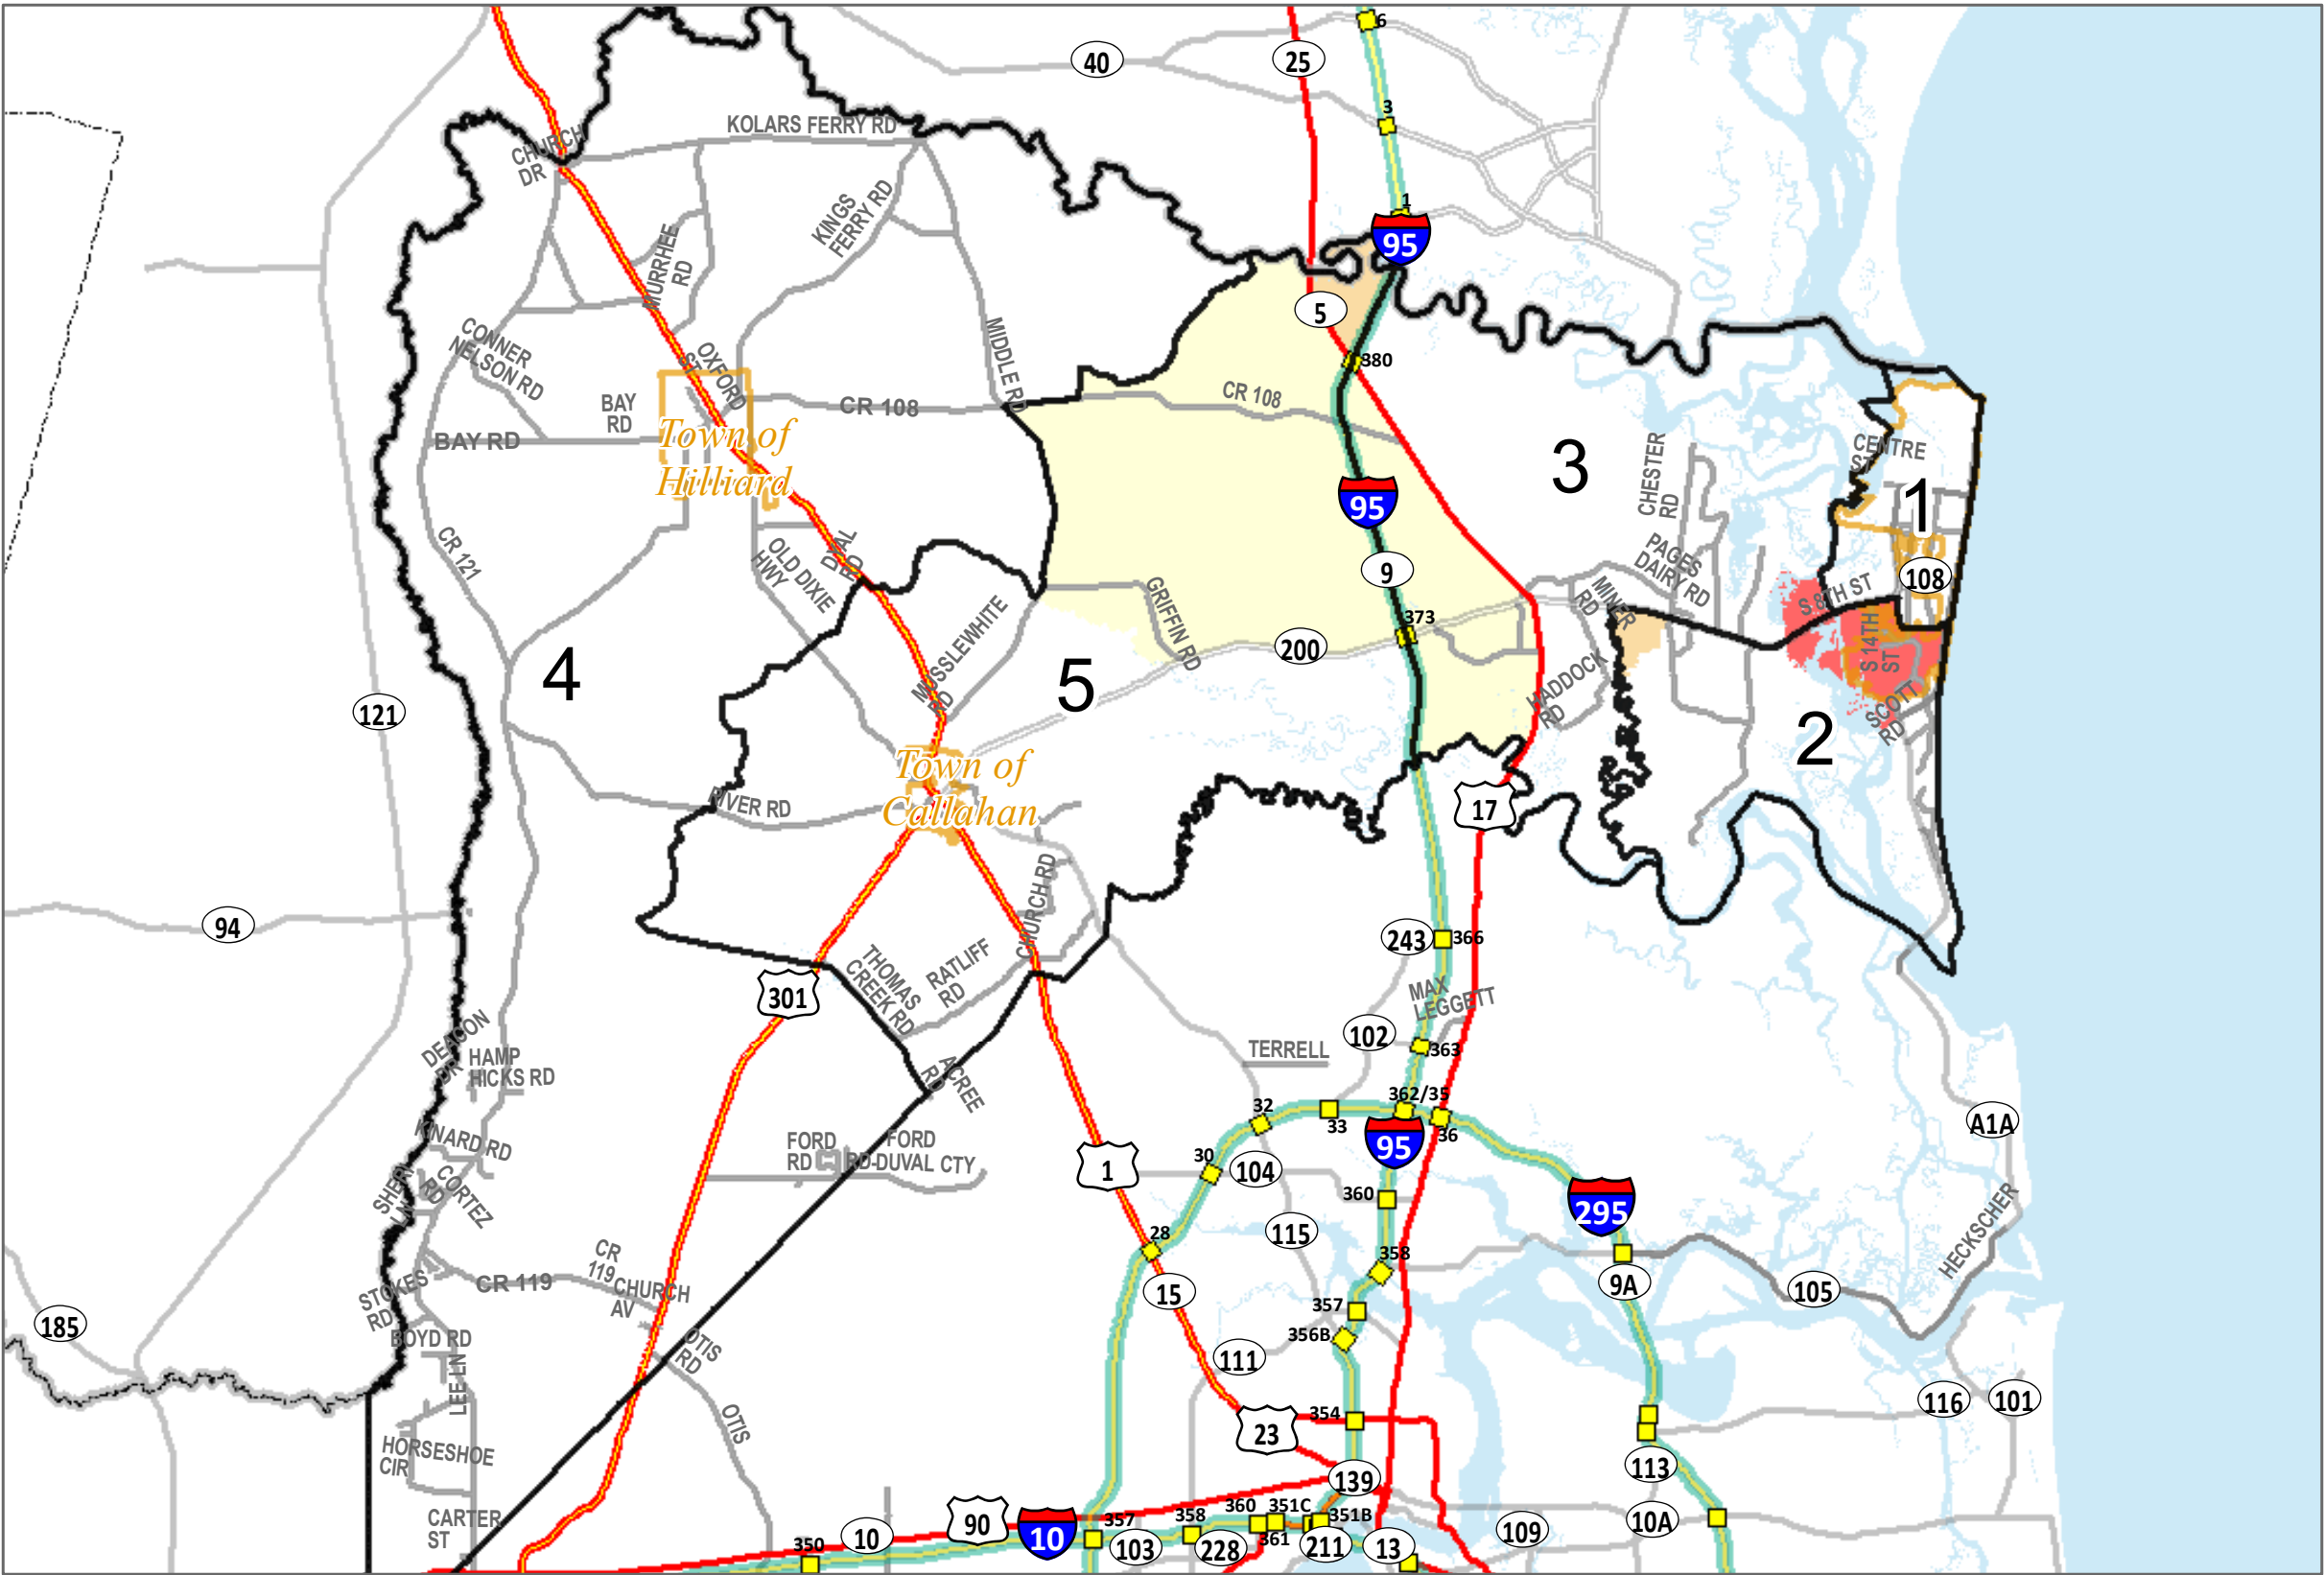 6
40
25
3
KOLARS FERRY RD
CHURCH
DR
1
95
KINGS
FERRY RD
MURRHEE
RD
5
CONNER
NELSON RD
OXFORD
ST
MIDDLE RD
380
BAY
RD
CR 108
CR 108
BAY RD
Town of
Hilliard
3
CHESTER
RD
CENTRE
ST
1
95
CR 121
OLD DIXIE
HWY
DYAL
RD
9
PAGES
DAIRY RD
108
MINER
RD
S 8TH ST
MUSSLEWHITE
RD
GRIFFIN RD
373
200
S 14TH
ST
4
5
HADDOCK
RD
SCOTT
RD
121
2
Town of
Callahan
RIVER RD
17
CHURCH RD
94
243
366
THOMAS
CREEK RD
RATLIFF
RD
301
MAX
LEGGETT
DEACON
DR
HAMP
HICKS RD
102
363
TERRELL
ACREE
RD
362/35
32
33
36
A1A
KINARD RD
FORD
RD
FORD
RD-DUVAL CTY
95
30
104
1
SHERI
LN
CORTEZ
RD
360
295
115
28
358
HECKSCHER
CR
119
CR 119
CHURCH
AV
STOKES
RD
15
9A
105
357
185
BOYD RD
OTIS
RD
356B
111
LEE LN
116
101
OTIS
354
23
HORSESHOE
CIR
113
139
CARTER
ST
90
10
10
350
357
103
358
228
360
361
351C
351B
211
13
109
10A